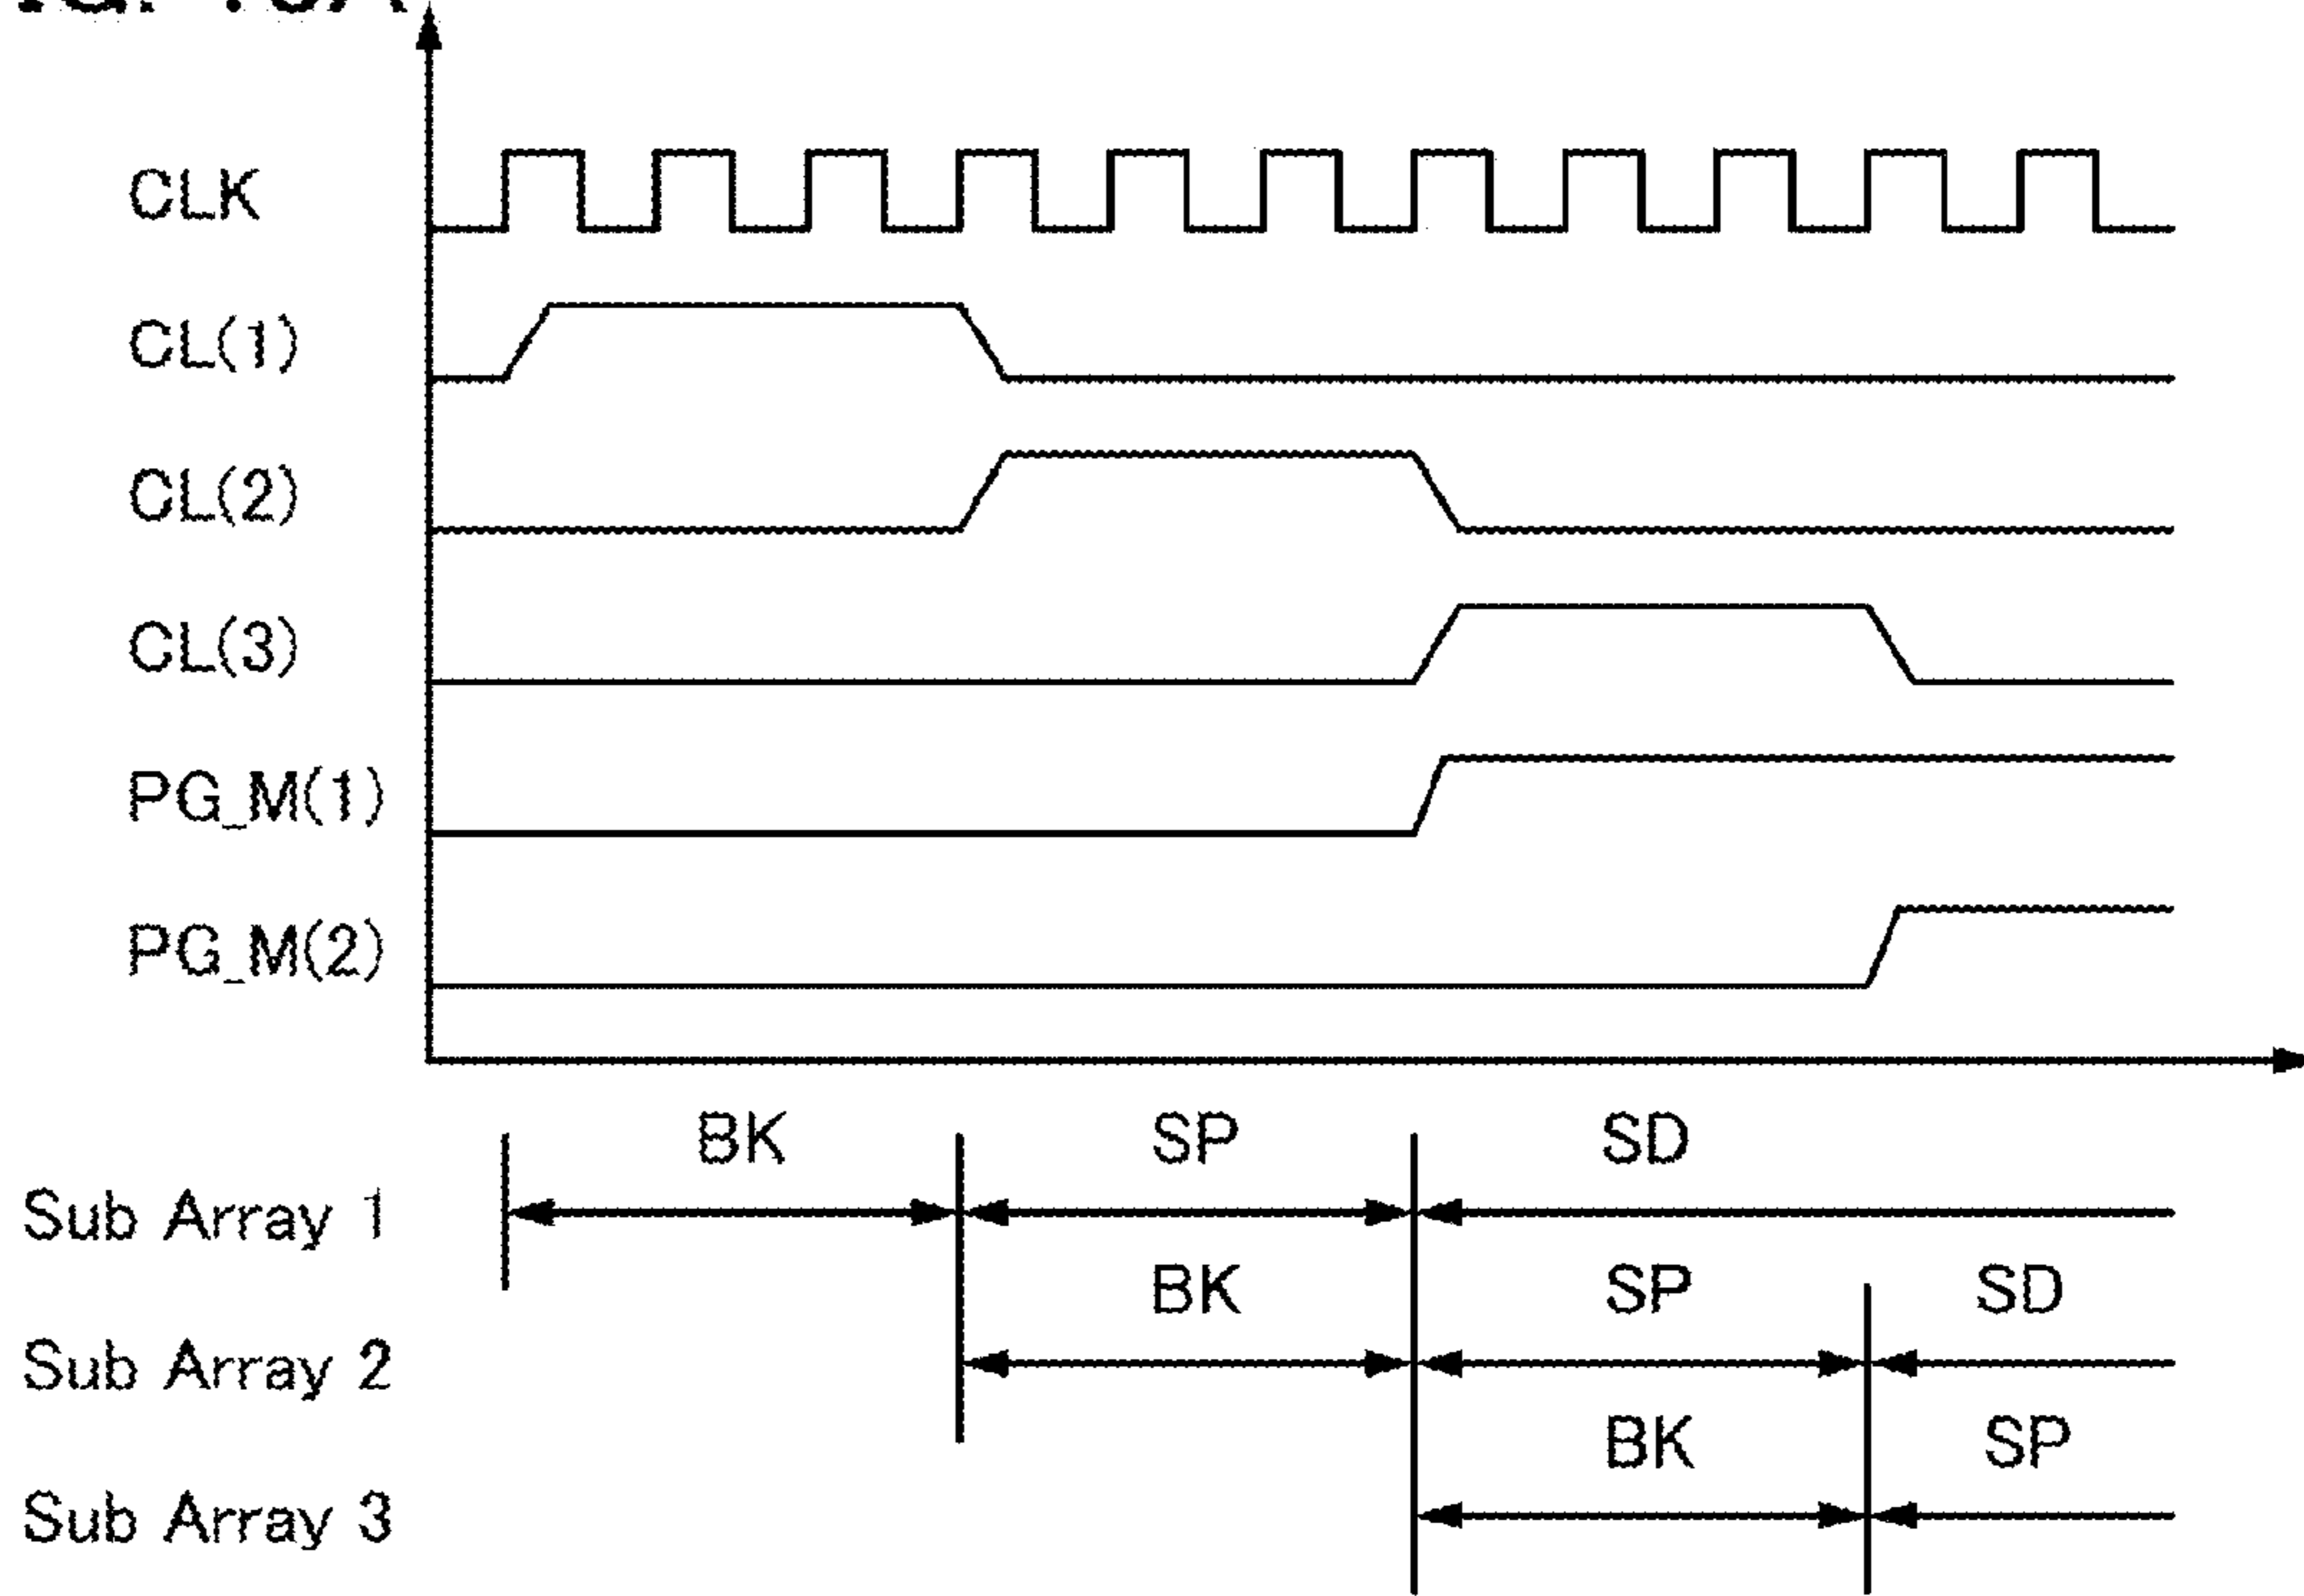 CLK
CL(1)
CL(2)
CL(3)
PG_M(1)
PG_M(2)
BK SP SD
Sub Array 1
BK SP SD
Sub Array 2
BK SP
Sub Array 3